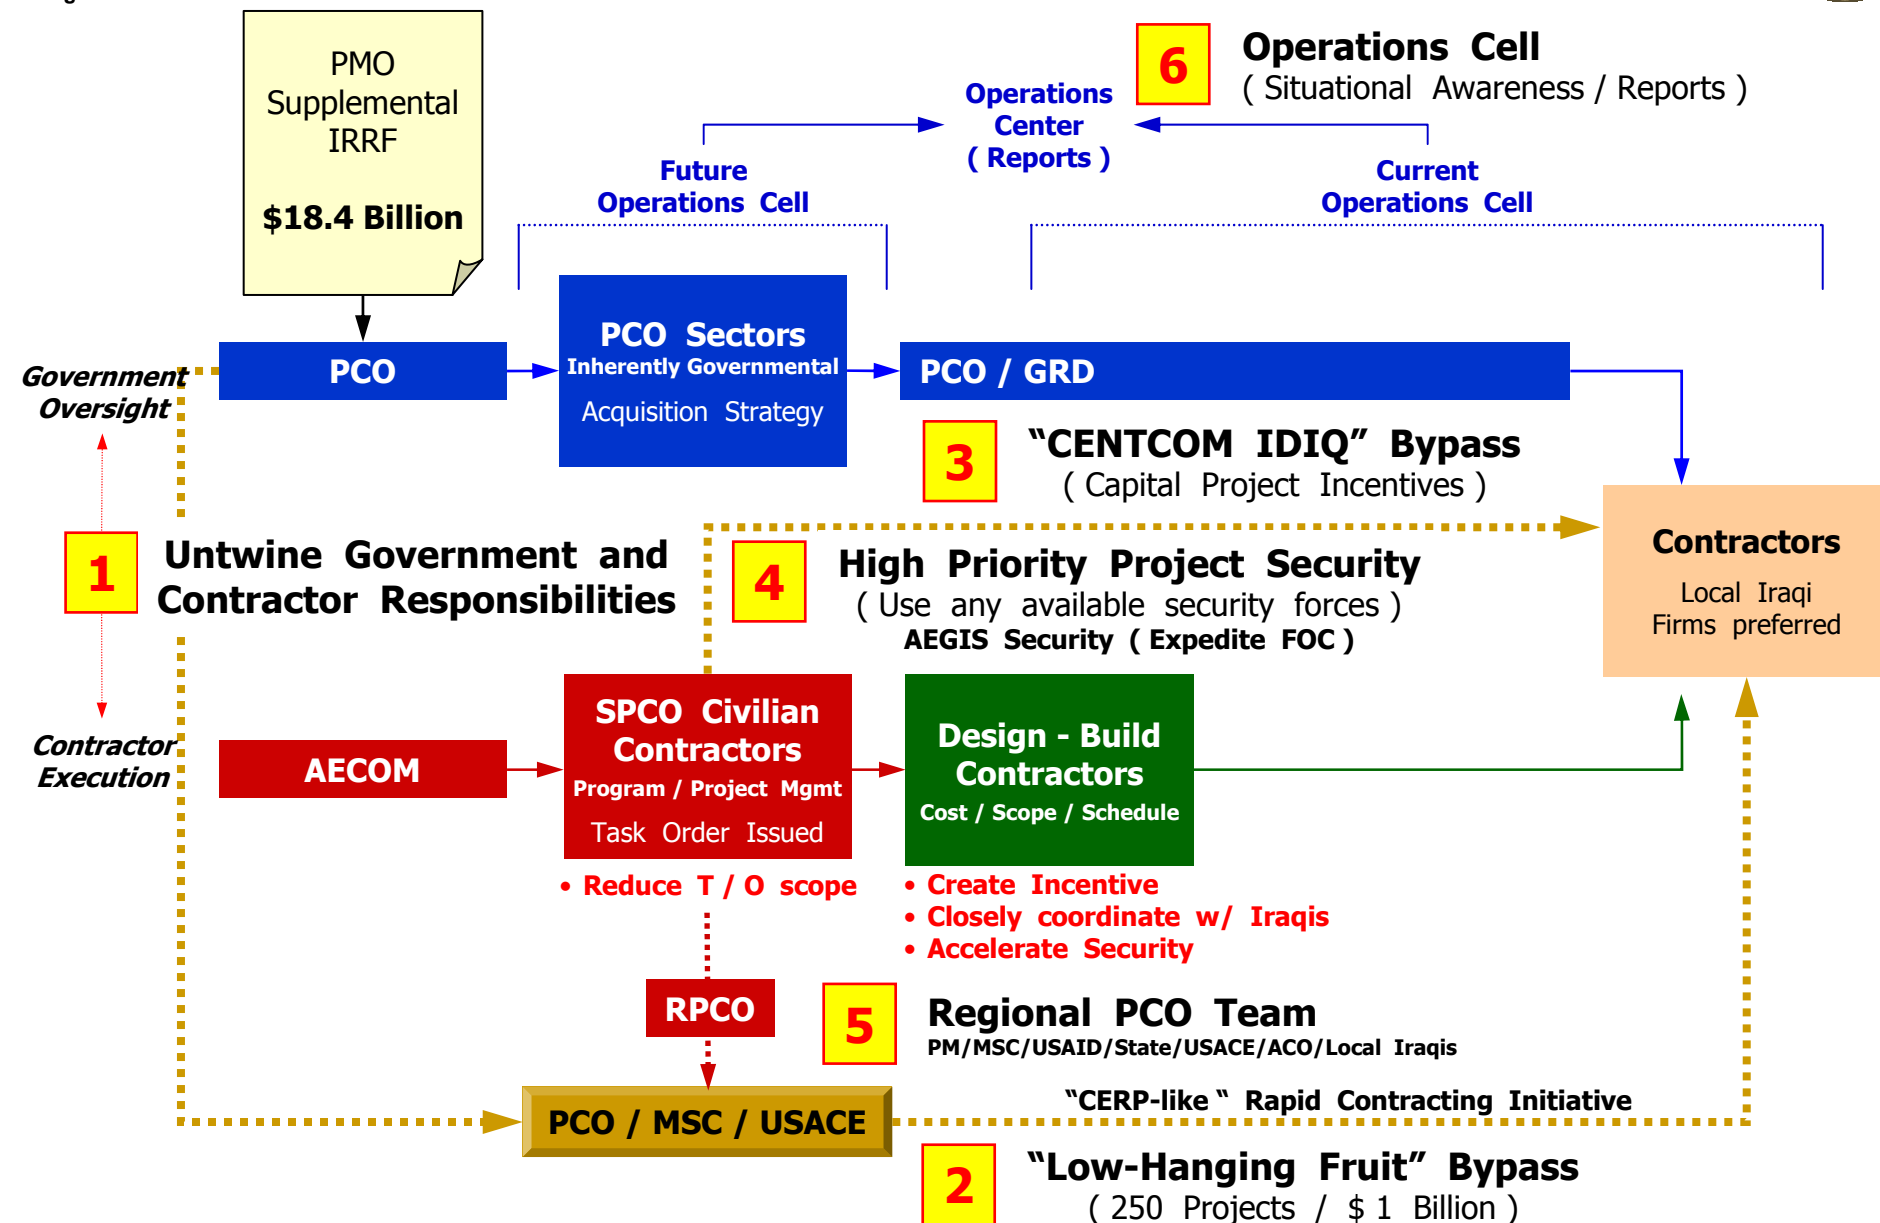 PMO
Supplemental
IRRF
$18.4 Billion
6
Operations Cell
( Situational Awareness / Reports )
Operations
Center
( Reports )
Future
Operations Cell
Current
Operations Cell
Government
Oversight
PCO
PCO Sectors
Inherently Governmental
Acquisition Strategy
PCO / GRD
3
“CENTCOM IDIQ” Bypass
( Capital Project Incentives )
1
Untwine Government and
Contractor Responsibilities
4
High Priority Project Security
( Use any available security forces )
AEGIS Security ( Expedite FOC )
Contractors
Local Iraqi
Firms preferred
Contractor
Execution
AECOM
SPCO Civilian
Contractors
Program / Project Mgmt
Task Order Issued
Design - Build
Contractors
Cost / Scope / Schedule
• Reduce T / O scope
• Create Incentive
• Closely coordinate w/ Iraqis
• Accelerate Security
RPCO
5
Regional PCO Team
PM/MSC/USAID/State/USACE/ACO/Local Iraqis
PCO / MSC / USACE
“CERP-like “ Rapid Contracting Initiative
2
“Low-Hanging Fruit” Bypass
( 250 Projects / $ 1 Billion )